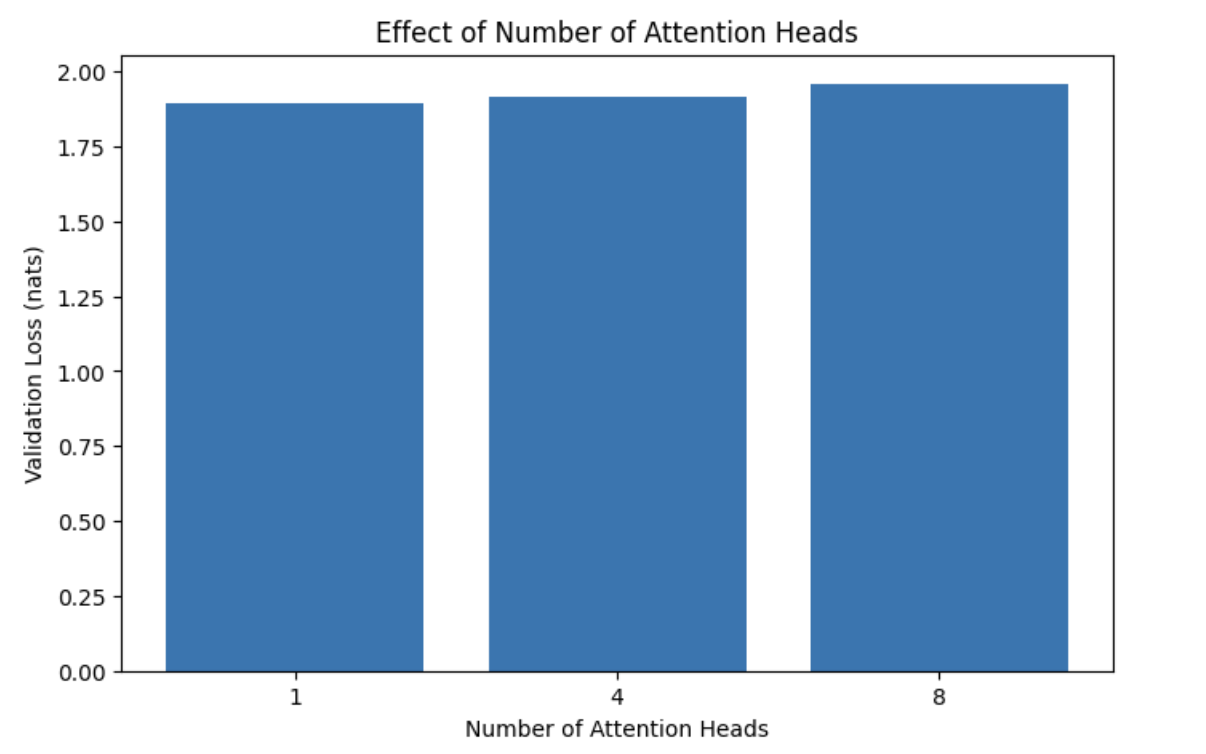 Effect of Number of Attention Heads
2.00
1.75
1.50
1.25
1.00
0.75
0.50
0.25
0.00
Validation Loss (nats)
1 4 8
Number of Attention Heads